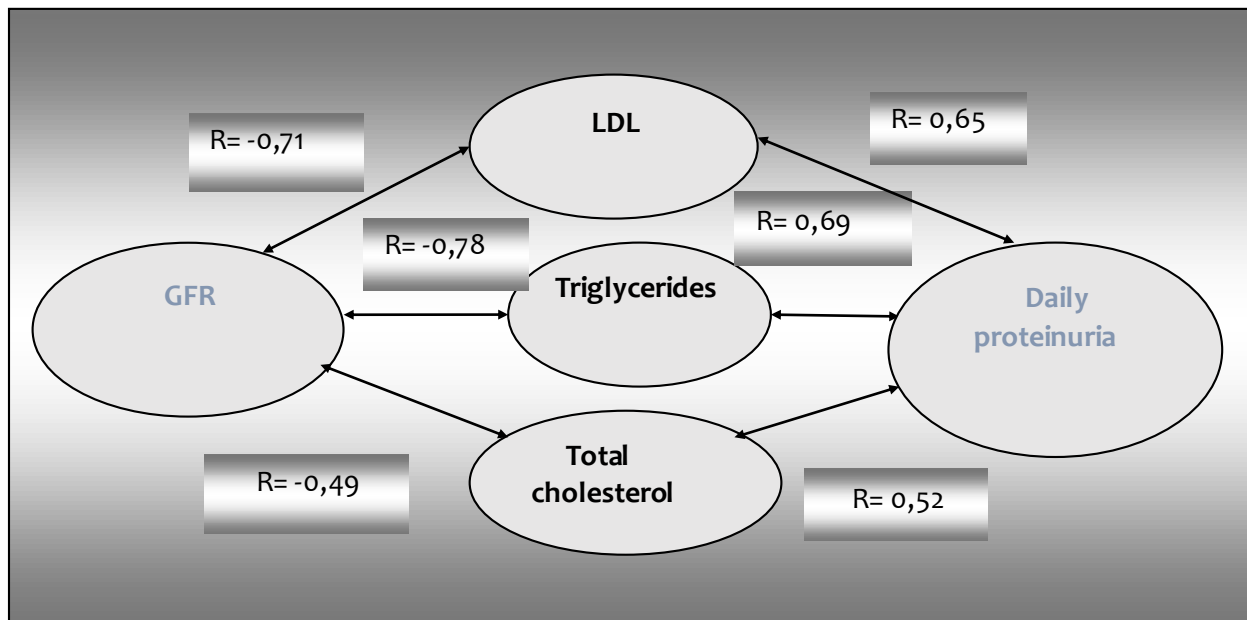 LDL
R= -0,71
R= 0,65
R= -0,78
R= 0,69
GFR
Triglycerides
Daily
proteinuria
Total
cholesterol
R= -0,49
R= 0,52